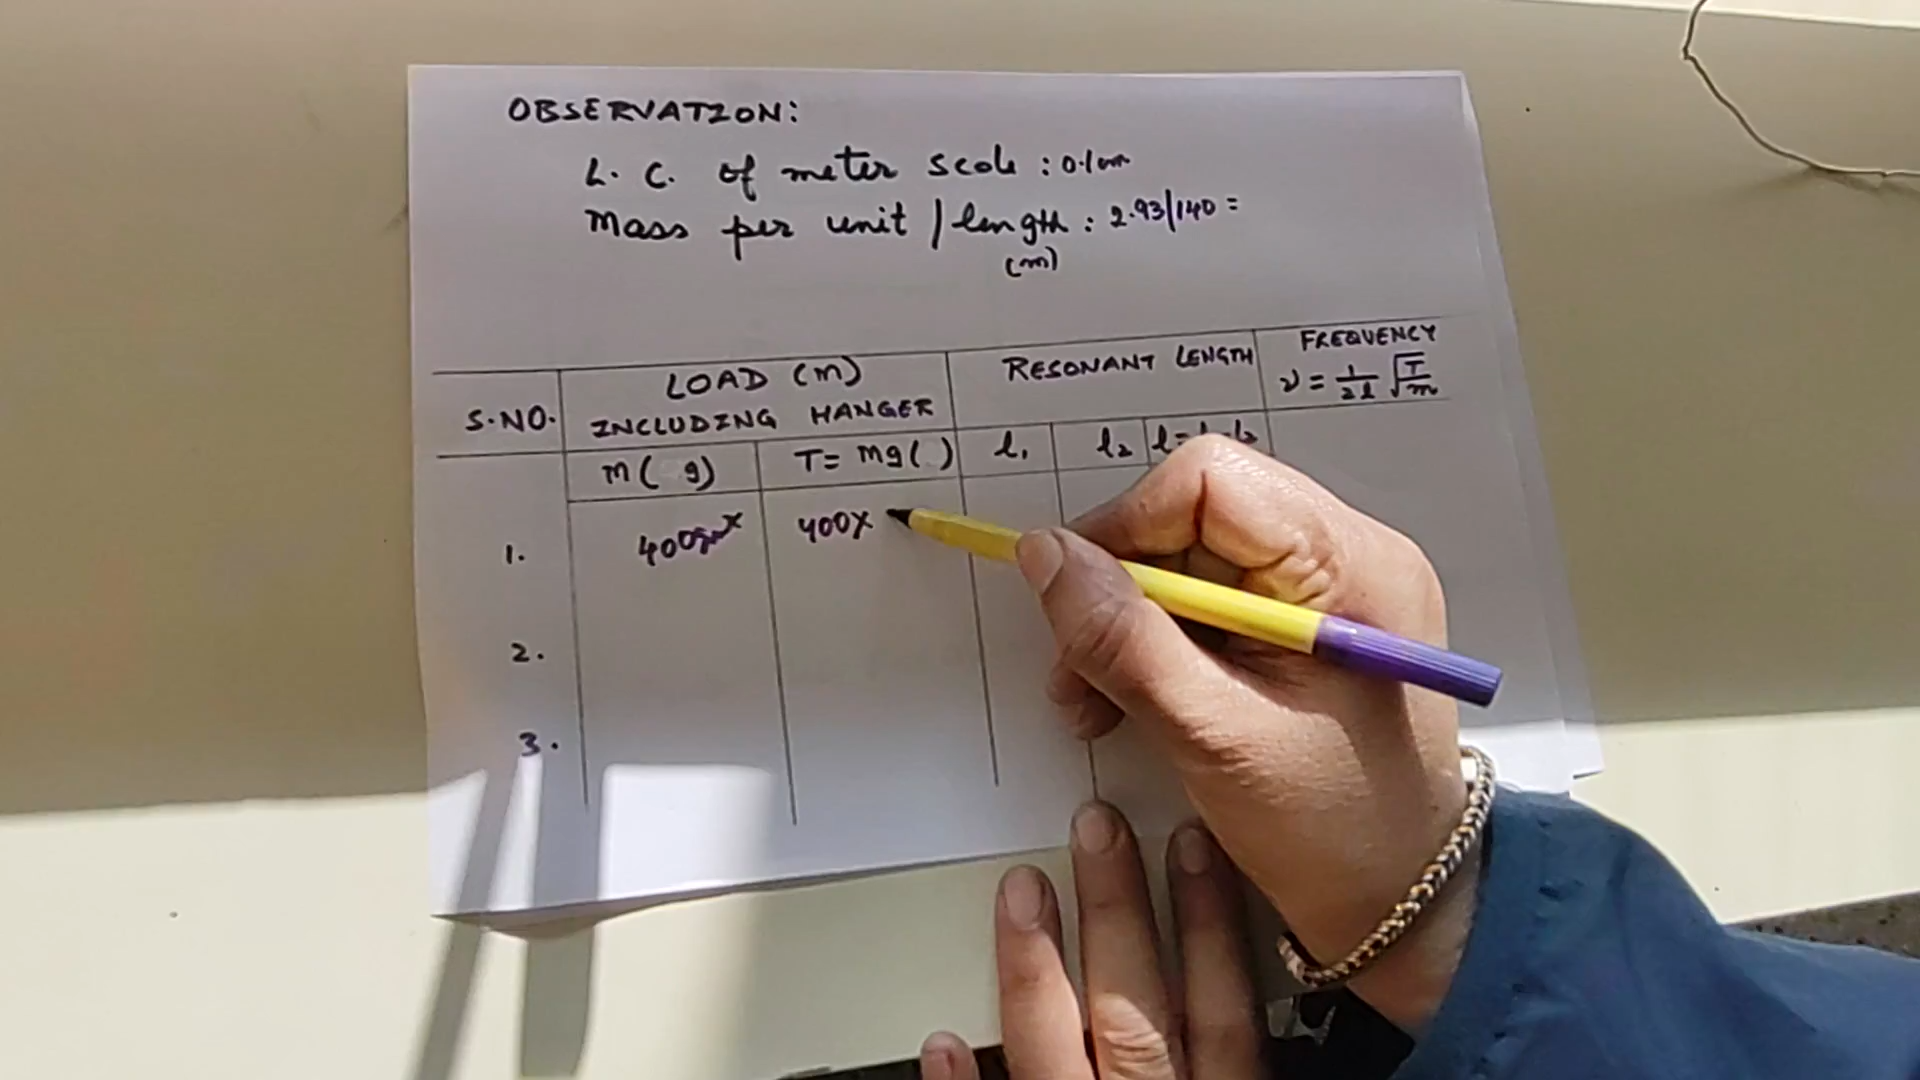 OBSERVATION:
L. C. of meter scale : 0.1cm
Mass per unit / length : 2.93/140 =
(m)
S.NO.
LOAD (M)
INCLUDING HANGER
RESONANT LENGTH
FREQUENCY
ν = 1/2l √T/m
M ( g)
T = Mg ( )
l₁
l₂
1.
400gm x
400x
2.
3.